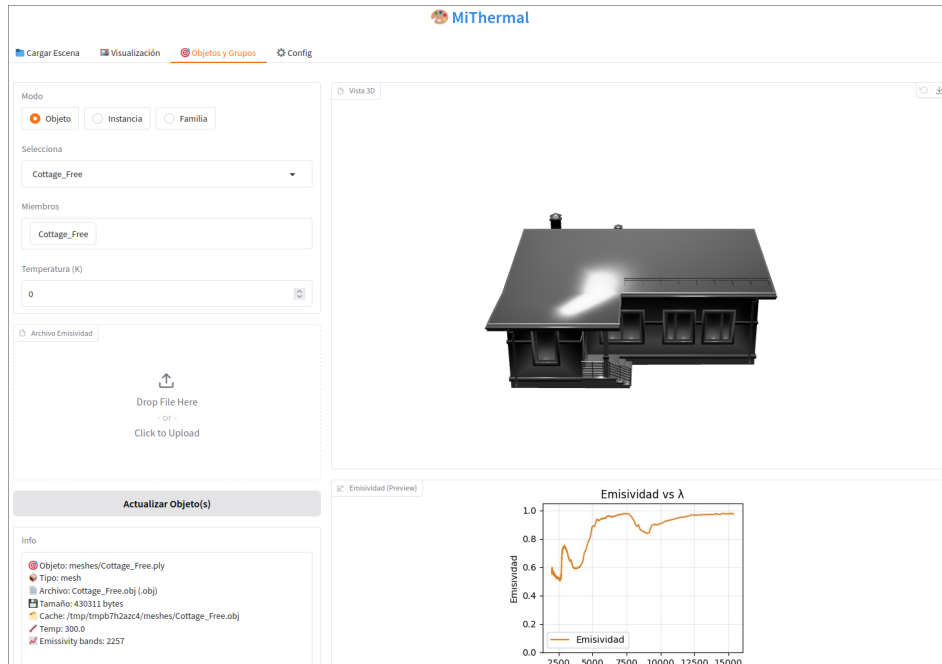 MiThermal
Cargar Escena Visualización Objetos y Grupos Config
Modo
Objeto Instancia Familia
Selecciona
Cottage_Free
Miembros
Cottage_Free
Temperatura (K)
0
Archivo Emisividad
Drop File Here
- or -
Click to Upload
Actualizar Objeto(s)
Info
Objeto: meshes/Cottage_Free.ply
Tipo: mesh
Archivo: Cottage_Free.obj (.obj)
Tamaño: 430311 bytes
Cache: /tmp/tmpb7h2azc4/meshes/Cottage_Free.obj
Temp: 300.0
Emissivity bands: 2257
Vista 3D
Emisividad (Preview)
Emisividad vs λ
Emisividad
1.0
0.8
0.6
0.4
0.2
0.0
Emisividad
2500 5000 7500 10000 12500 15000